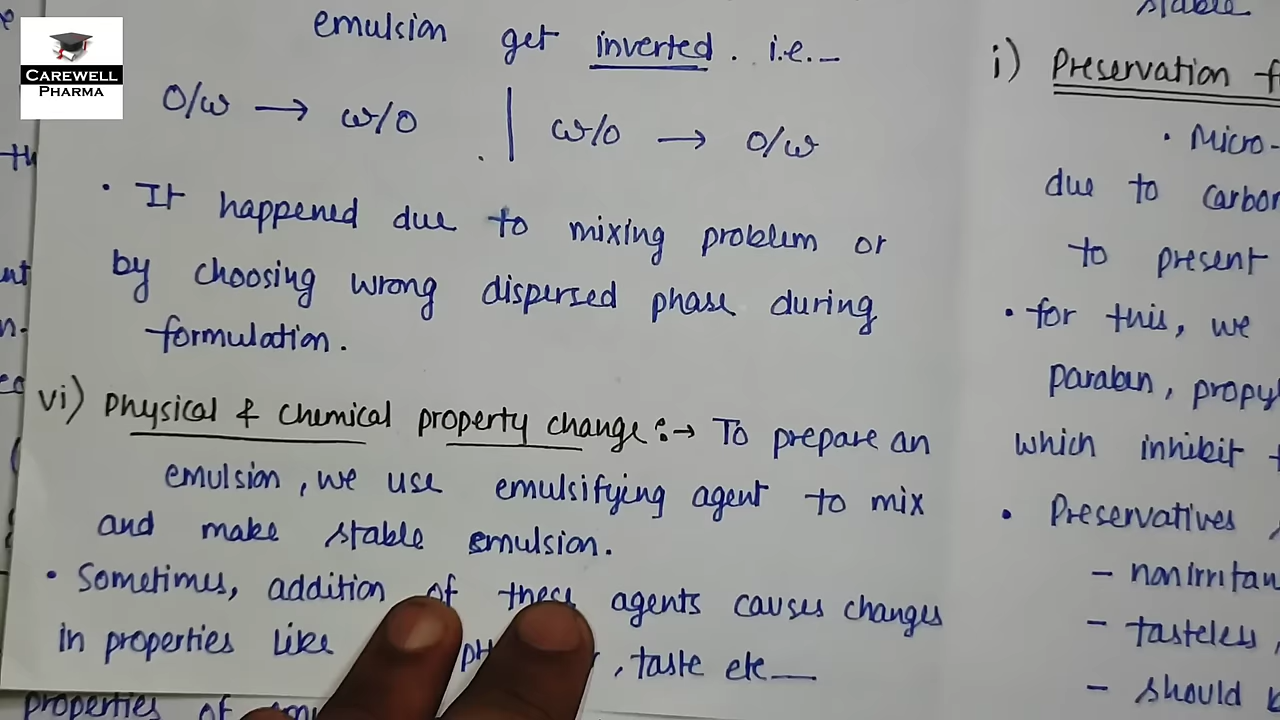 CAREWELL
PHARMA
emulsion get inverted. i.e.-
O/W → W/O | W/O → O/W
• It happened due to mixing problem or
by choosing wrong dispersed phase during
formulation.
vi) Physical & chemical property change :→ To prepare an
emulsion, we use emulsifying agent to mix
and make stable emulsion.
• Sometimes, addition of these agents causes changes
in properties like , taste etc—
properties of
stable
i) Preservation
• Micro-
due to
to present
• for this, we
paraben,
which inhibit
• Preservatives
-
- tasteless,
- should